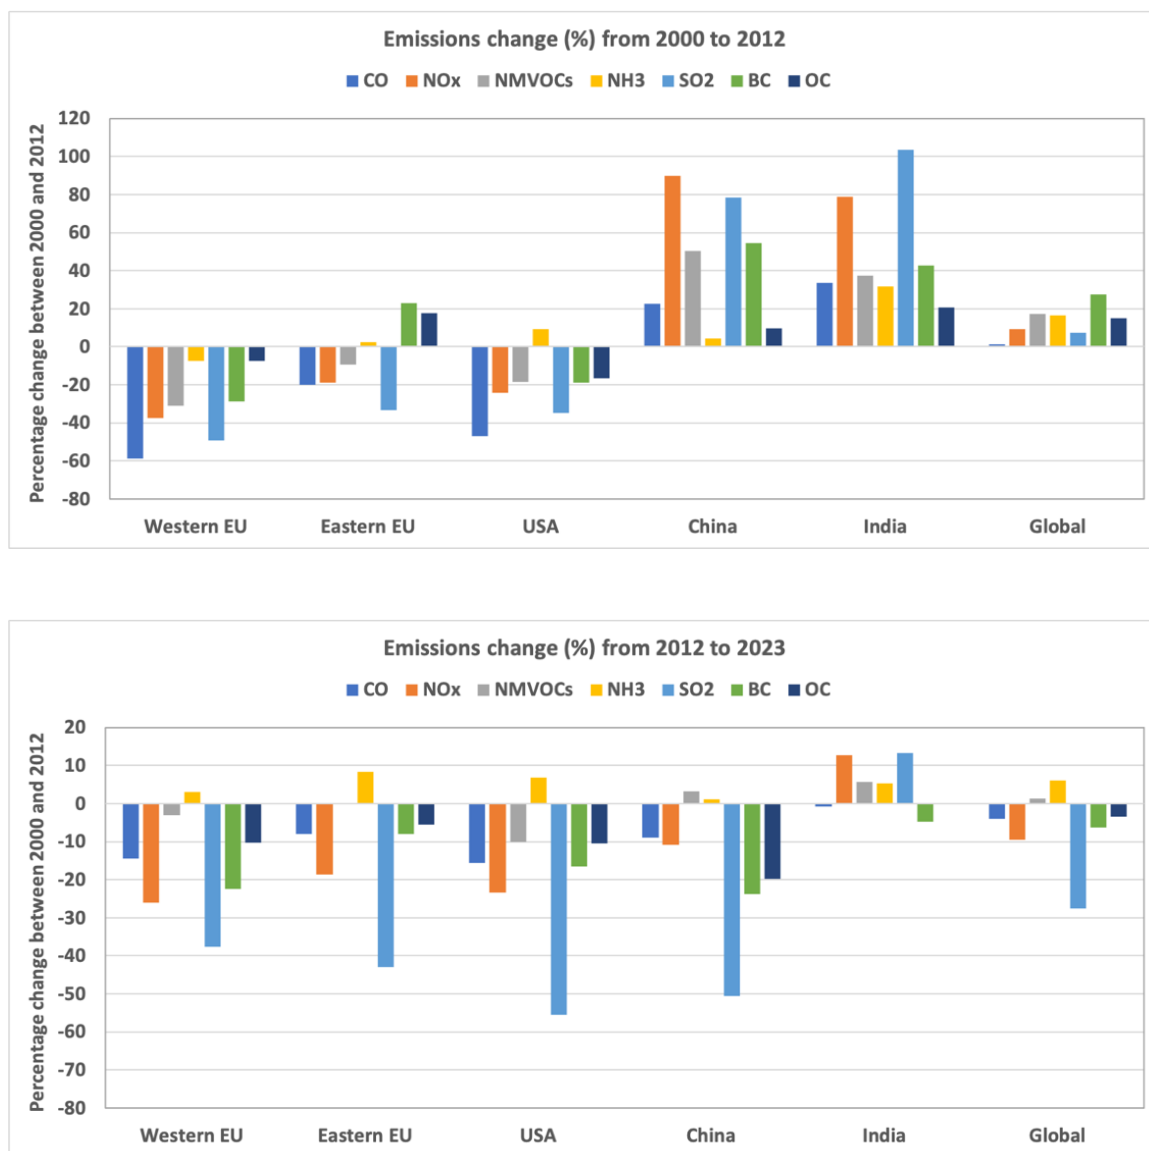 Emissions change (%) from 2000 to 2012
CO NOx NMVOCs NH3 SO2 BC OC
Percentage change between 2000 and 2012
120
100
80
60
40
20
0
-20
-40
-60
-80
Western EU Eastern EU USA China India Global
Emissions change (%) from 2012 to 2023
CO NOx NMVOCs NH3 SO2 BC OC
Percentage change between 2000 and 2012
20
10
0
-10
-20
-30
-40
-50
-60
-70
-80
Western EU Eastern EU USA China India Global